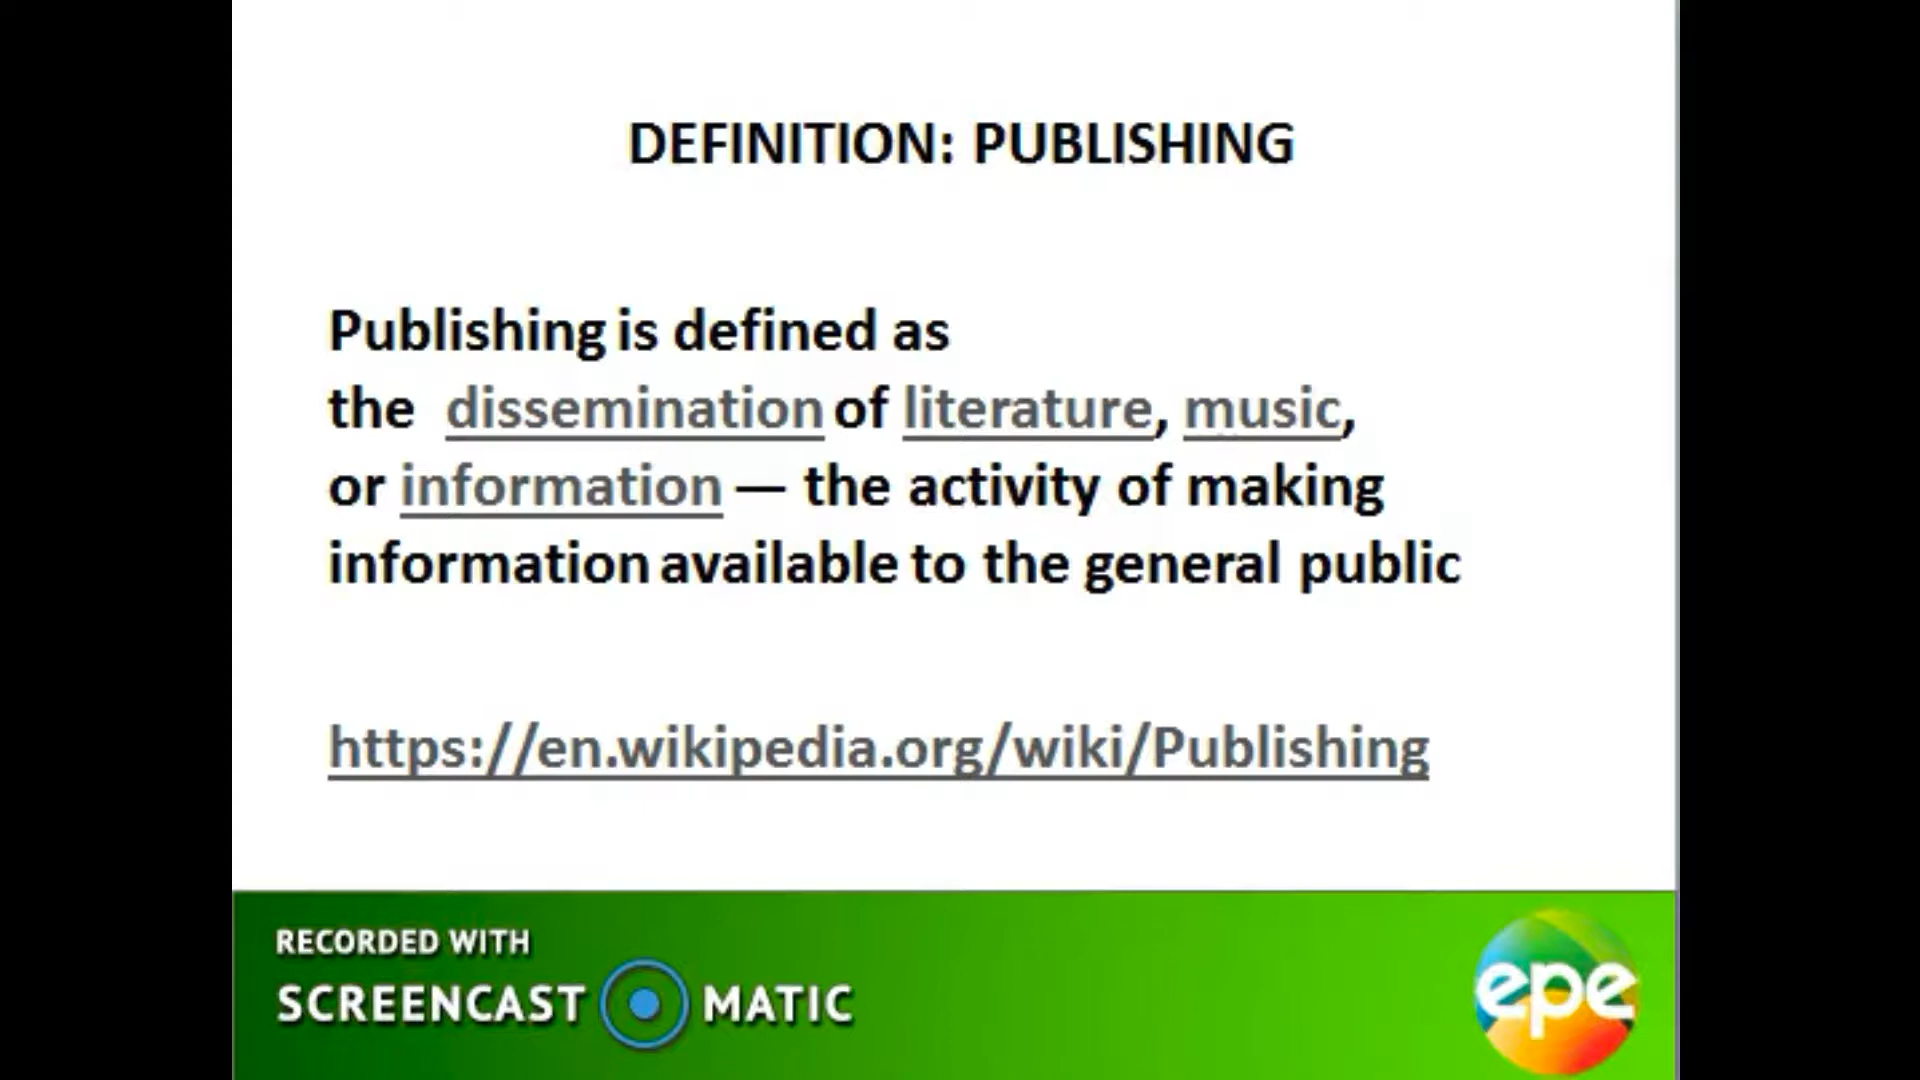 DEFINITION: PUBLISHING
Publishing is defined as
the dissemination of literature, music,
or information — the activity of making
information available to the general public
https://en.wikipedia.org/wiki/Publishing
RECORDED WITH
SCREENCAST MATIC
epe